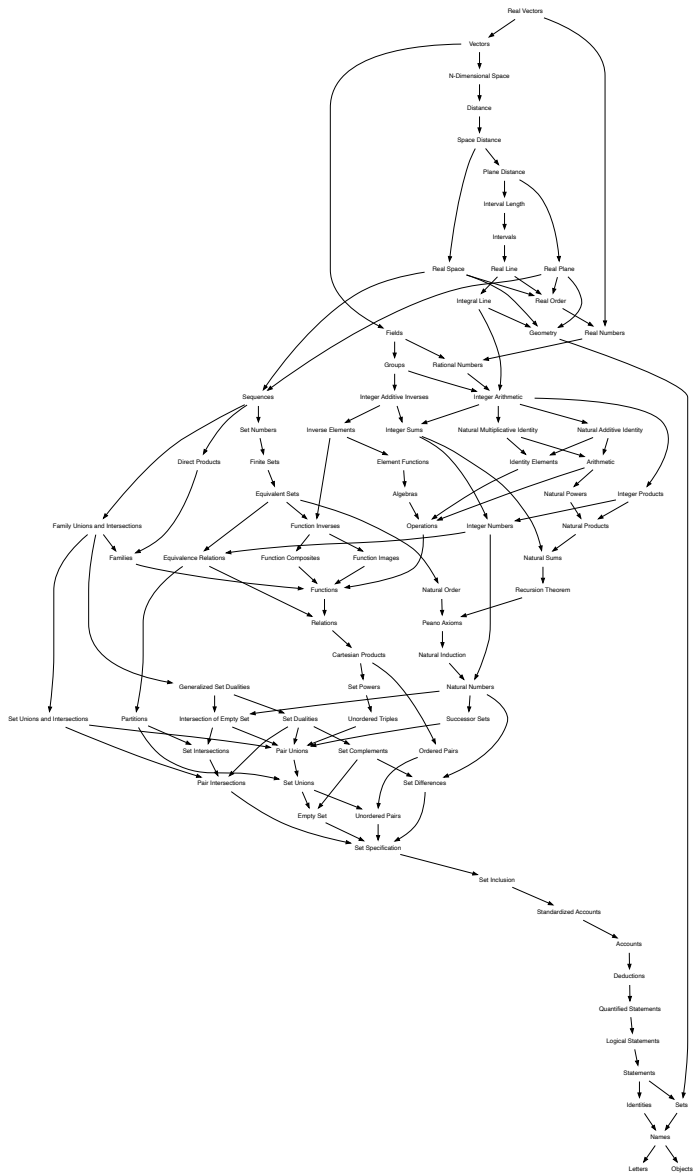 Real Vectors
Vectors
N-Dimensional Space
Distance
Space Distance
Plane Distance
Interval Length
Intervals
Real Space
Real Line
Real Plane
Integral Line
Real Order
Fields
Geometry
Real Numbers
Groups
Rational Numbers
Sequences
Integer Additive Inverses
Integer Arithmetic
Set Numbers
Inverse Elements
Integer Sums
Natural Multiplicative Identity
Natural Additive Identity
Direct Products
Finite Sets
Element Functions
Identity Elements
Arithmetic
Equivalent Sets
Algebras
Natural Powers
Integer Products
Family Unions and Intersections
Function Inverses
Operations
Integer Numbers
Natural Products
Families
Equivalence Relations
Function Composites
Function Images
Natural Sums
Functions
Natural Order
Recursion Theorem
Relations
Peano Axioms
Cartesian Products
Natural Induction
Generalized Set Dualities
Set Powers
Natural Numbers
Set Unions and Intersections
Partitions
Intersection of Empty Set
Set Dualities
Unordered Triples
Successor Sets
Set Intersections
Pair Unions
Set Complements
Ordered Pairs
Pair Intersections
Set Unions
Set Differences
Empty Set
Unordered Pairs
Set Specification
Set Inclusion
Standardized Accounts
Accounts
Deductions
Quantified Statements
Logical Statements
Statements
Identities
Sets
Names
Letters
Objects